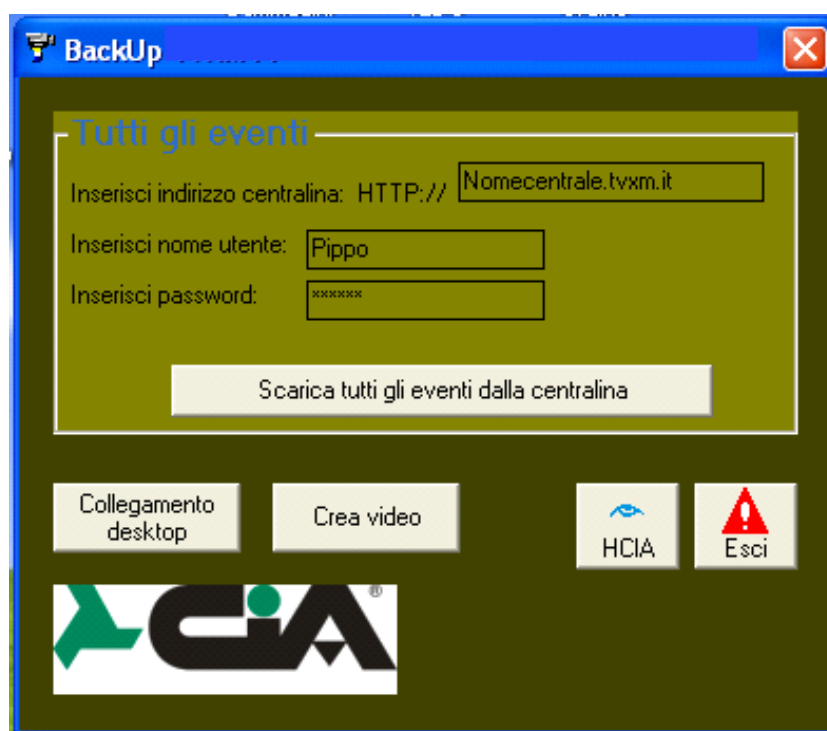 BackUp
Tutti gli eventi
Inserisci indirizzo centralina: HTTP:// Nomecentrale.tvxm.it
Inserisci nome utente: Pippo
Inserisci password: ××××××
Scarica tutti gli eventi dalla centralina
Collegamento
desktop
Crea video
HCIA
Esci
CIA®